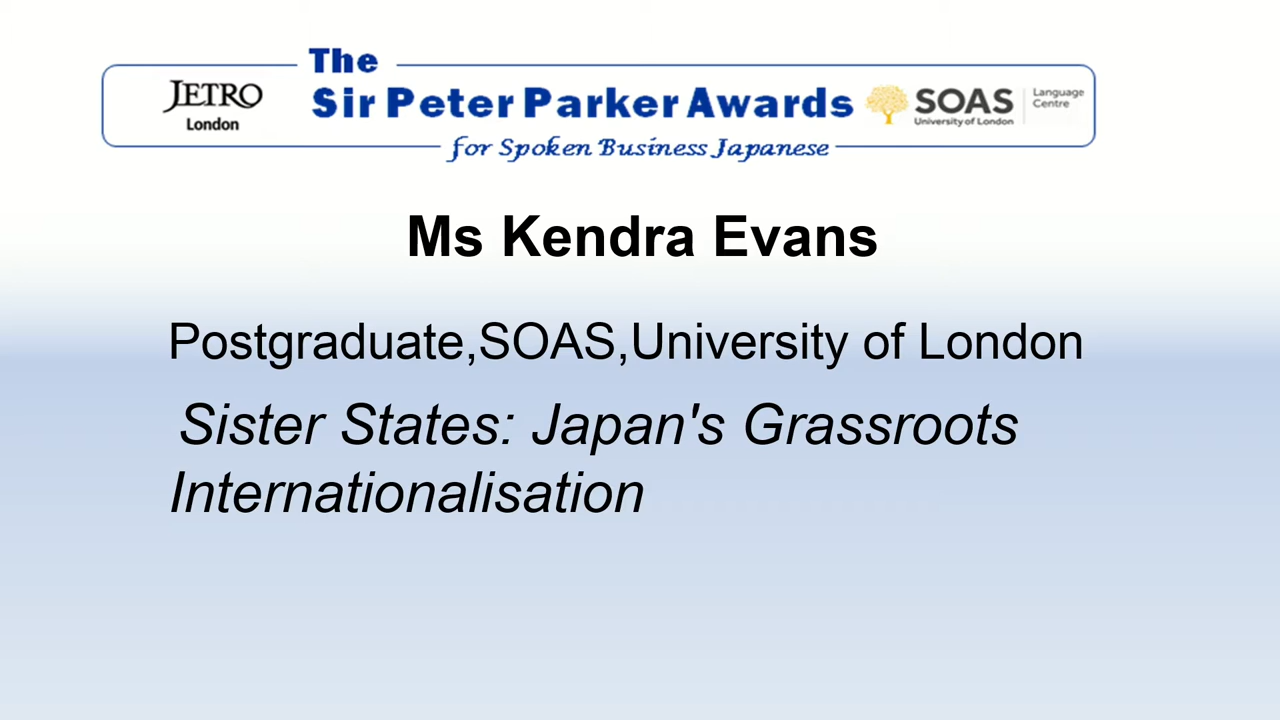 The
JETRO
London
Sir Peter Parker Awards
SOAS
University of London
Language
Centre
for Spoken Business Japanese
Ms Kendra Evans
Postgraduate,SOAS,University of London
Sister States: Japan's Grassroots
Internationalisation